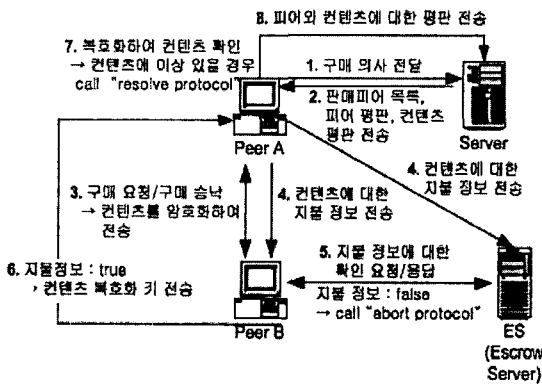 8. 피어와 컨텐츠에 대한 평판 전송
7. 복호화하여 컨텐츠 확인
→ 컨텐츠에 이상 있을 경우
call "resolve protocol"
1. 구매 의사 전달
2. 판매피어 목록,
피어 평판, 컨텐츠
평판 전송
Peer A
Server
3. 구매 요청/구매 승낙
→ 컨텐츠를 암호화하여
전송
4. 컨텐츠에 대한
지불 정보 전송
4. 컨텐츠에 대한
지불 정보 전송
5. 지불 정보에 대한
확인 요청/응답
지불 정보 : false
→ call "abort protocol"
6. 지불정보 : true
→ 컨텐츠 복호화 키 전송
Peer B
ES
(Escrow
Server)